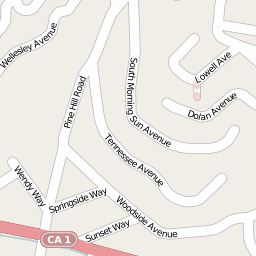 Wellesley Avenue
Pine Hill Road
South Morning Sun Avenue
Lowell Ave
Dolan Avenue
Tennessee Avenue
Wendy Way
Springside Way
Woodside Avenue
Sunset Way
CA 1